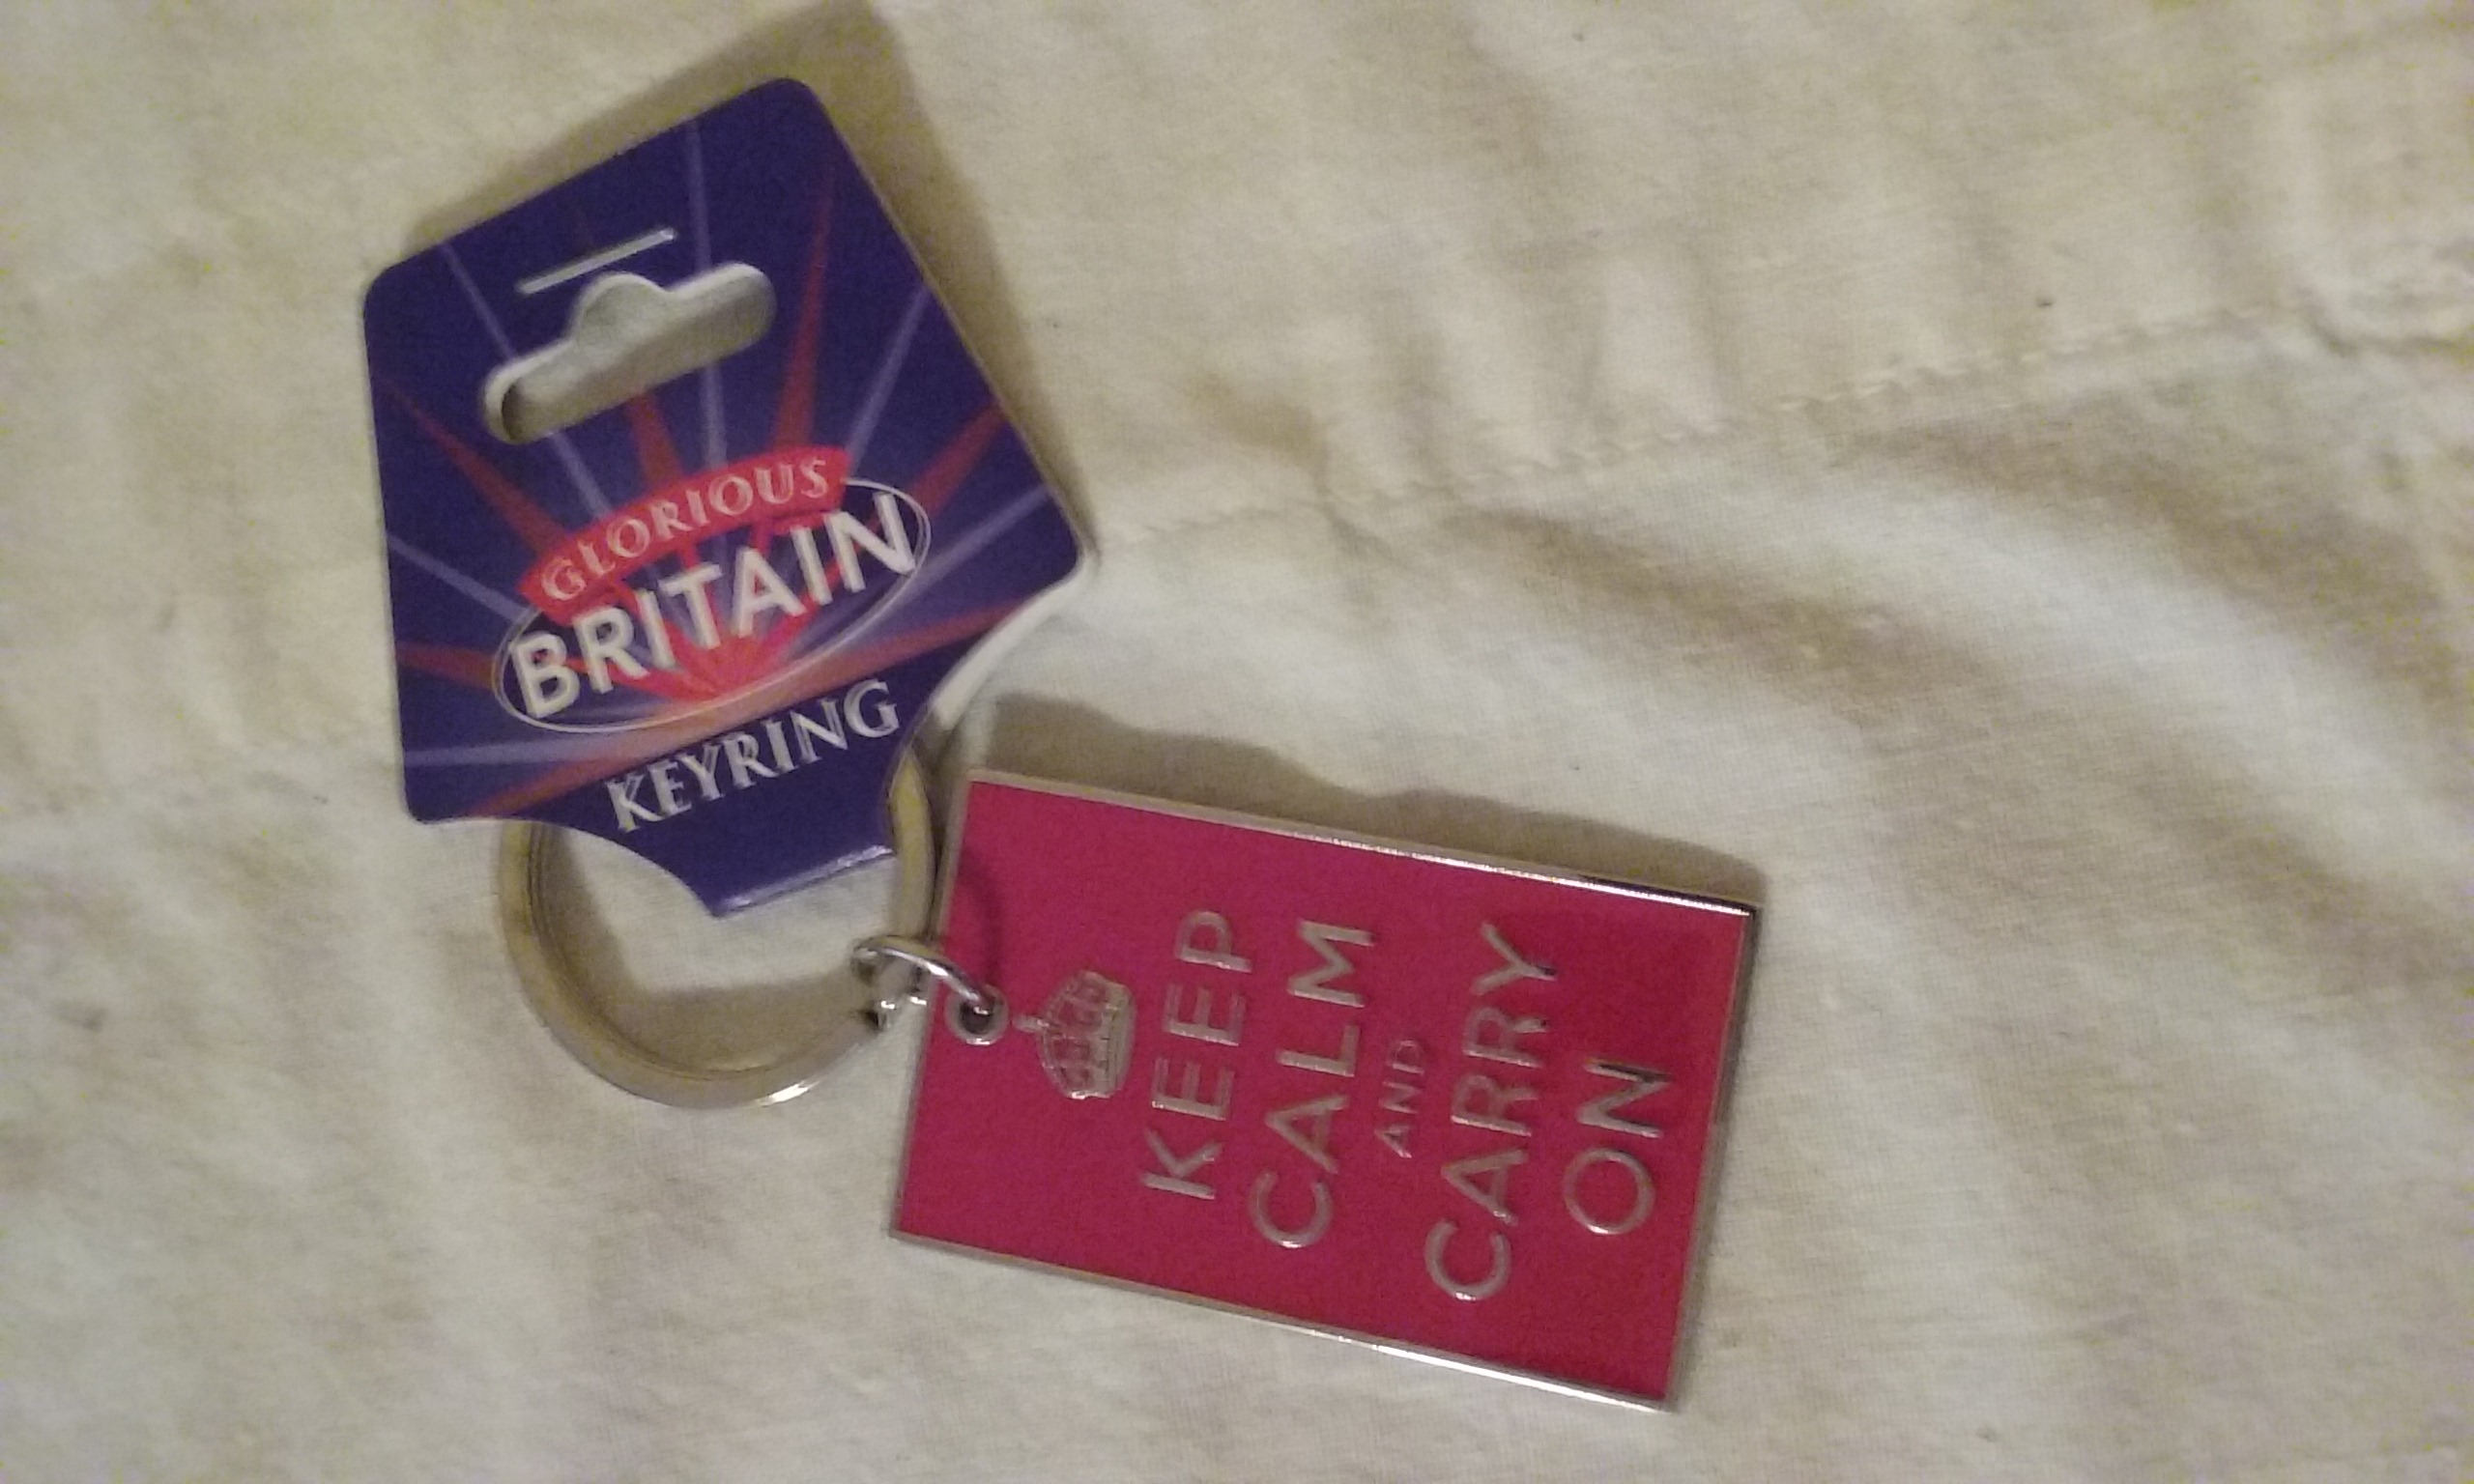 GLORIOUS
BRITAIN
KEYRING
KEEP
CALM
AND
CARRY
ON